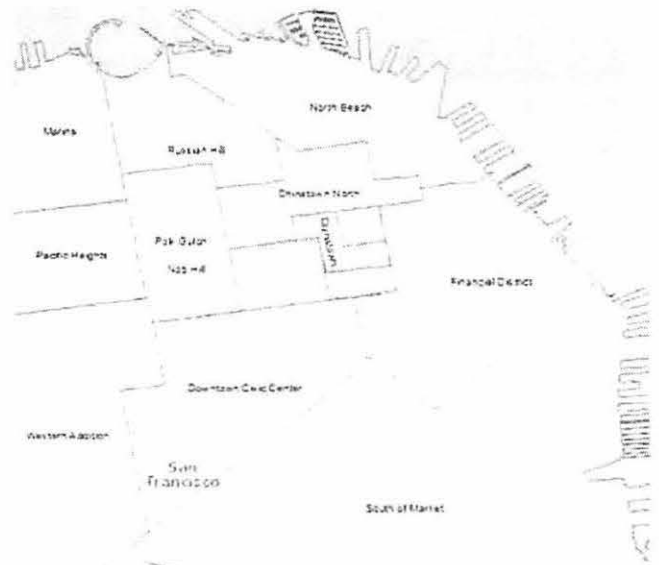 North Beach
Marina
Russian Hill
Chinatown North
Polk Gulch
Pacific Heights
Nob Hill
Financial District
Downtown Civic Center
Western Addition
San
Francisco
South of Market